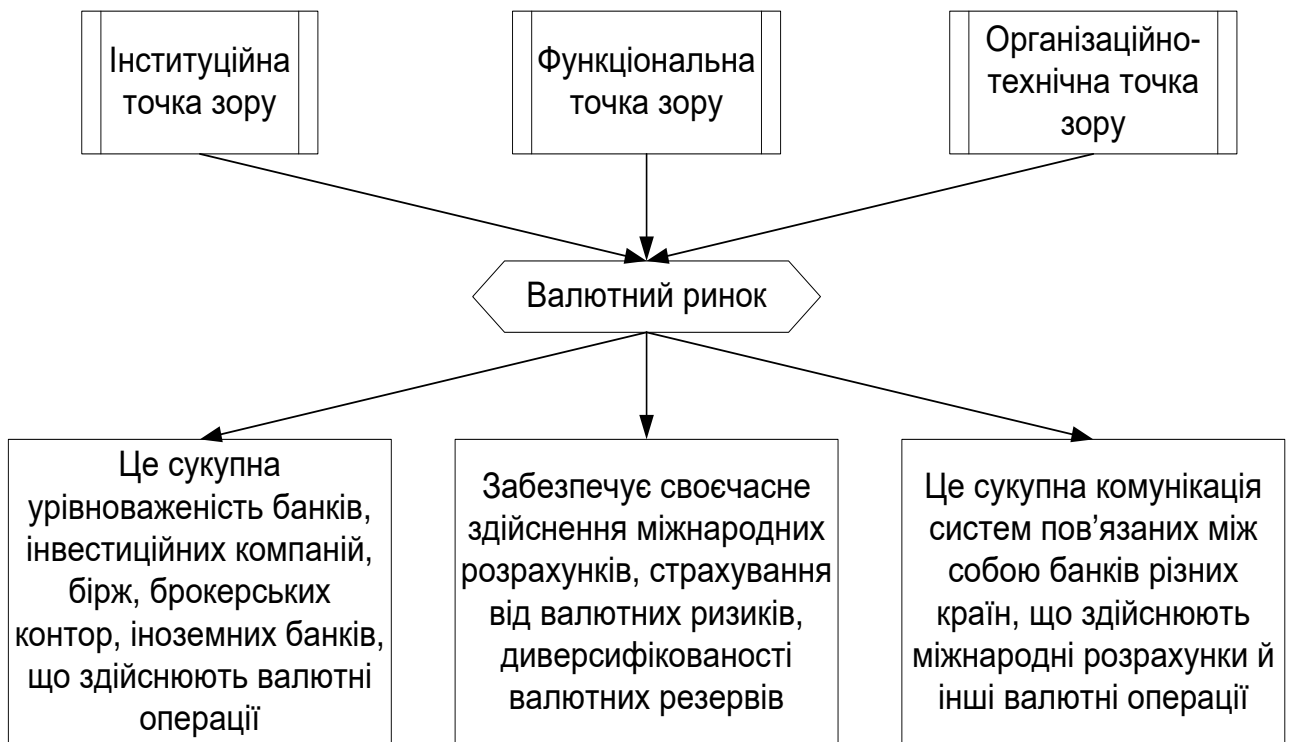 Інституційна
точка зору
Функціональна
точка зору
Організаційно-
технічна точка
зору
Валютний ринок
Це сукупна
урівноваженість банків,
інвестиційних компаній,
бірж, брокерських
контор, іноземних банків,
що здійснюють валютні
операції
Забезпечує своєчасне
здійснення міжнародних
розрахунків, страхування
від валютних ризиків,
диверсифікованості
валютних резервів
Це сукупна комунікація
систем пов’язаних між
собою банків різних
країн, що здійснюють
міжнародні розрахунки й
інші валютні операції